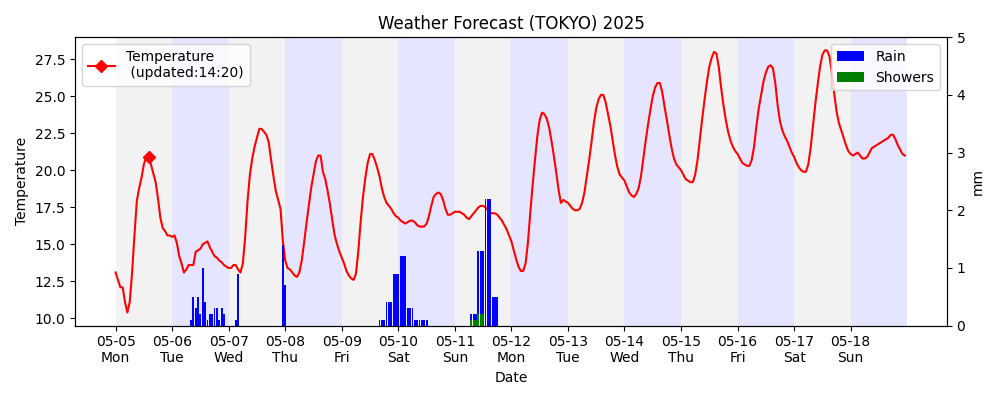 Weather Forecast (TOKYO) 2025
Temperature
(updated:14:20)
Rain
Showers
Temperature
27.5
25.0
22.5
20.0
17.5
15.0
12.5
10.0
5
4
3
2
1
0
mm
05-05 05-06 05-07 05-08 05-09 05-10 05-11 05-12 05-13 05-14 05-15 05-16 05-17 05-18
Mon Tue Wed Thu Fri Sat Sun Mon Tue Wed Thu Fri Sat Sun
Date